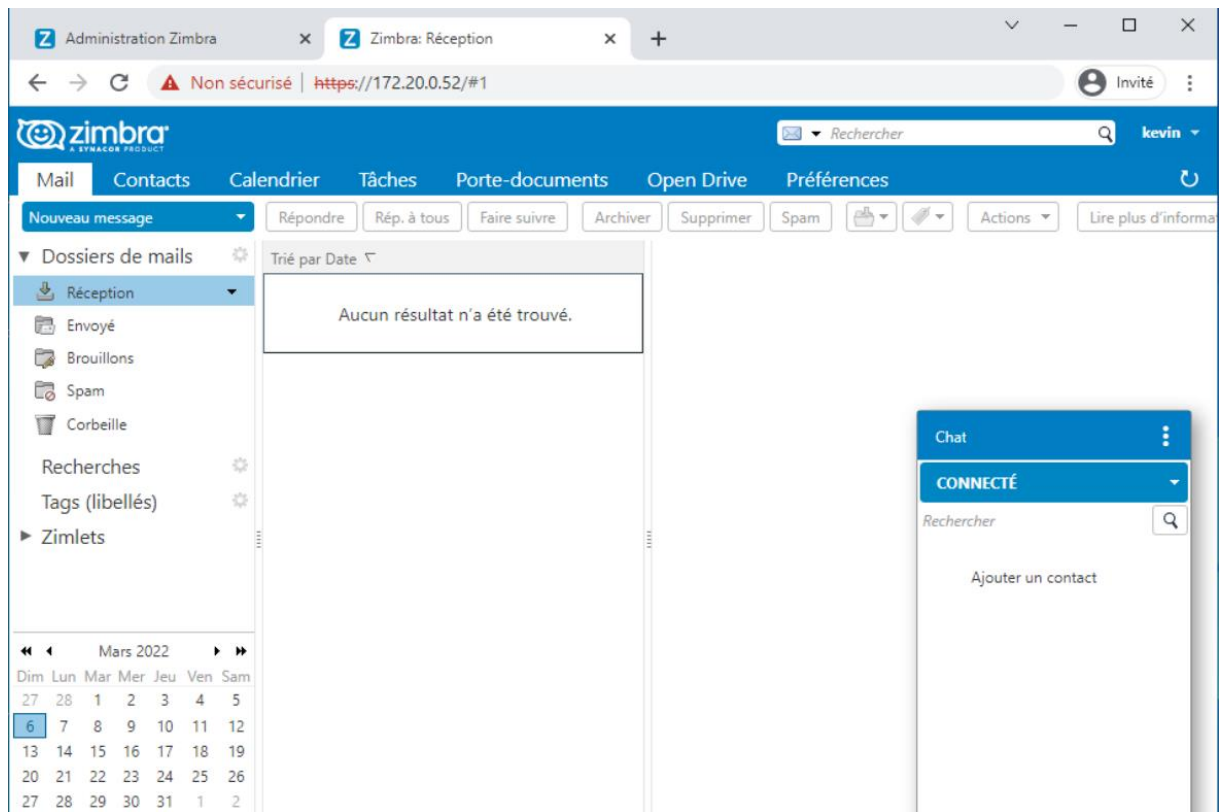 Administration Zimbra
Zimbra: Réception
Non sécurisé | https://172.20.0.52/#1
Invité
zimbra
A SYNACOR PRODUCT
Rechercher
kevin
Mail Contacts Calendrier Tâches Porte-documents Open Drive Préférences
Nouveau message Répondre Rép. à tous Faire suivre Archiver Supprimer Spam Actions Lire plus d'informa
Dossiers de mails
Trié par Date
Réception
Aucun résultat n'a été trouvé.
Envoyé
Brouillons
Spam
Corbeille
Recherches
Tags (libellés)
Zimlets
Chat
CONNECTÉ
Rechercher
Ajouter un contact
Mars 2022
Dim Lun Mar Mer Jeu Ven Sam
27 28 1 2 3 4 5
6 7 8 9 10 11 12
13 14 15 16 17 18 19
20 21 22 23 24 25 26
27 28 29 30 31 1 2